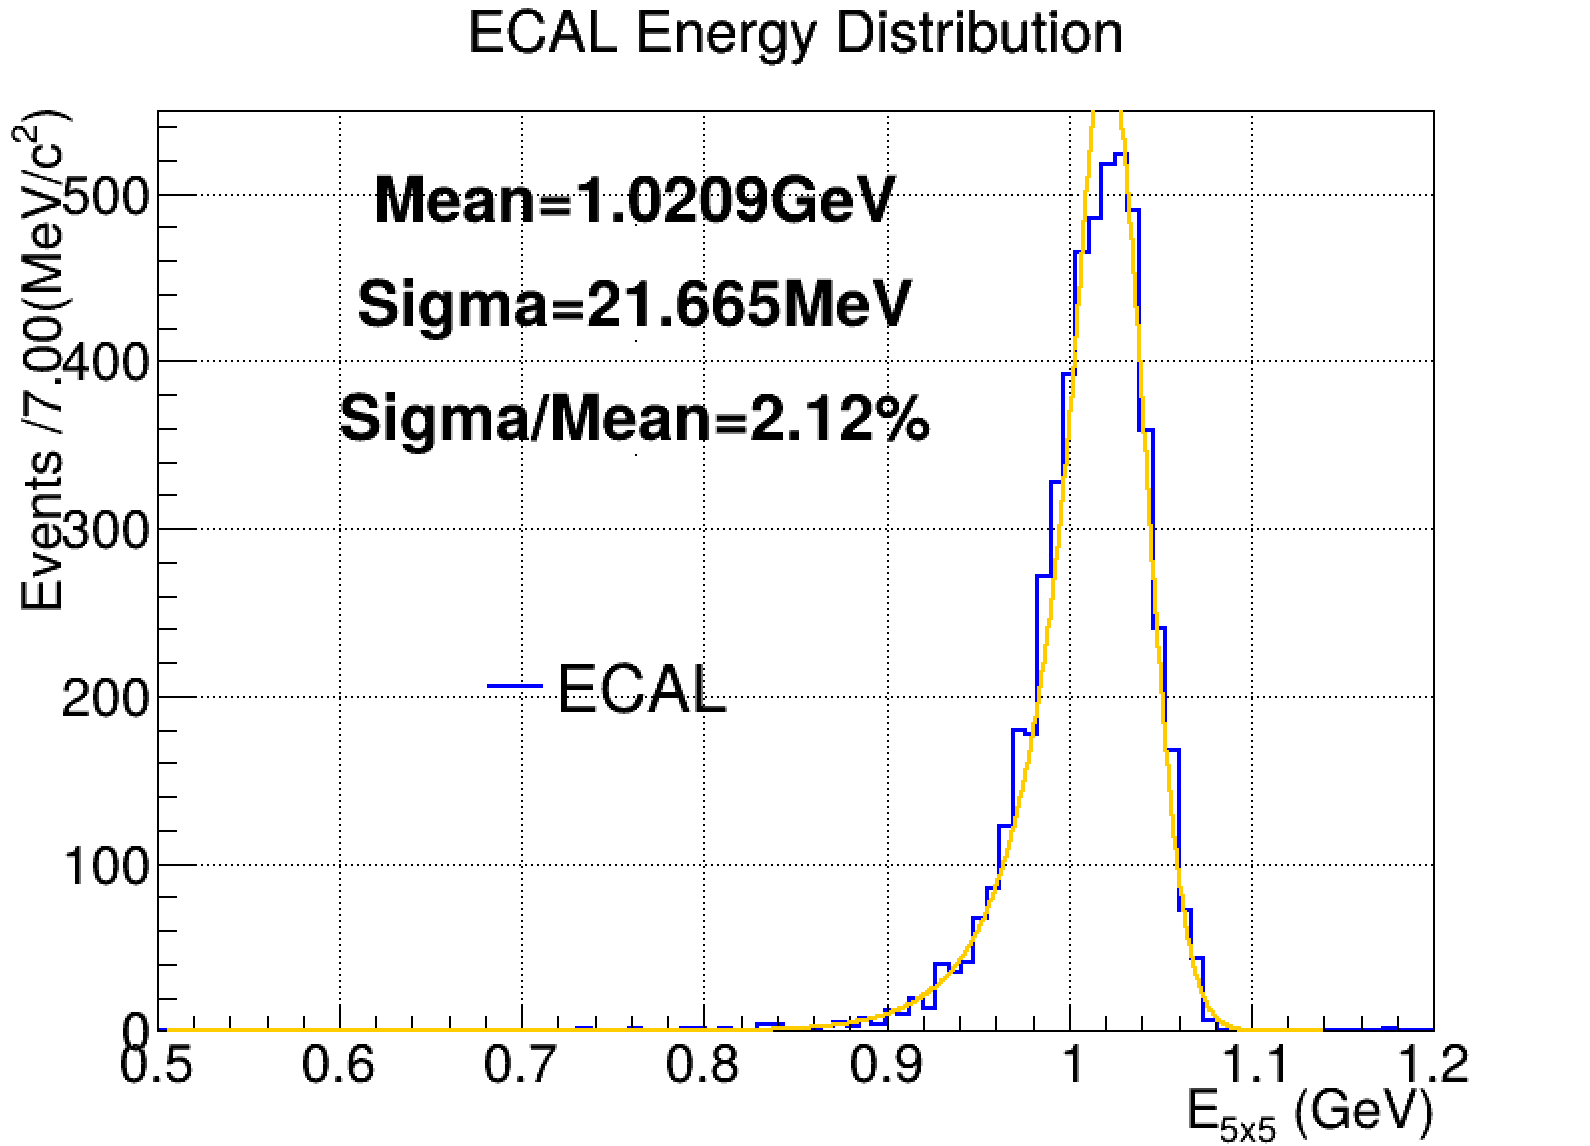 ECAL Energy Distribution
Events /7.00(MeV/c²)
500
400
300
200
100
0
Mean=1.0209GeV
Sigma=21.665MeV
Sigma/Mean=2.12%
ECAL
0.5 0.6 0.7 0.8 0.9 1 1.1 1.2
E5x5 (GeV)